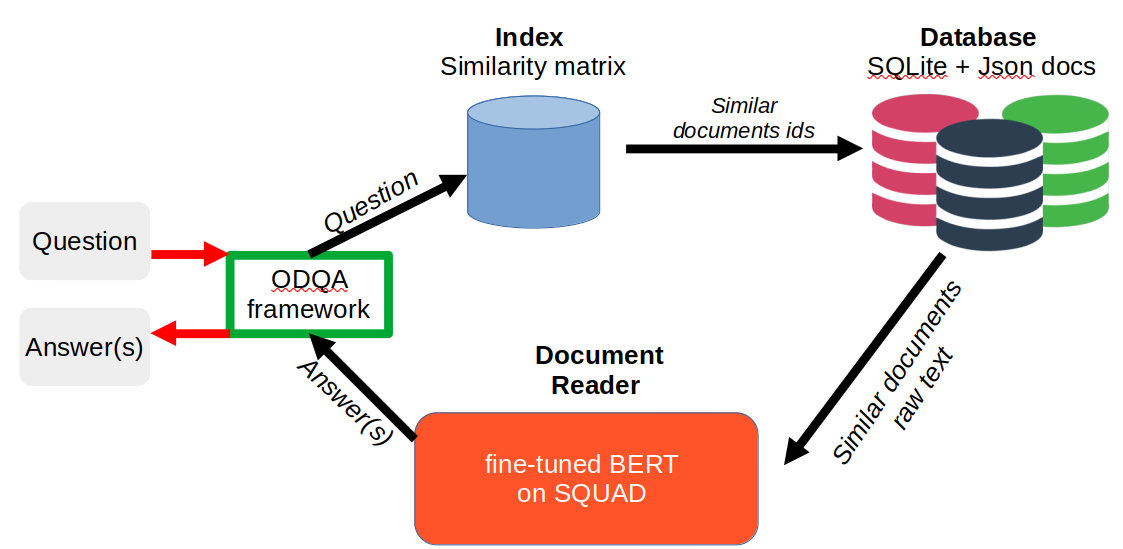 Index
Similarity matrix
Database
SQLite + Json docs
Similar
documents ids
Question
Question
ODQA
framework
Answer(s)
Answer(s)
Document
Reader
fine-tuned BERT
on SQUAD
Similar documents
raw text